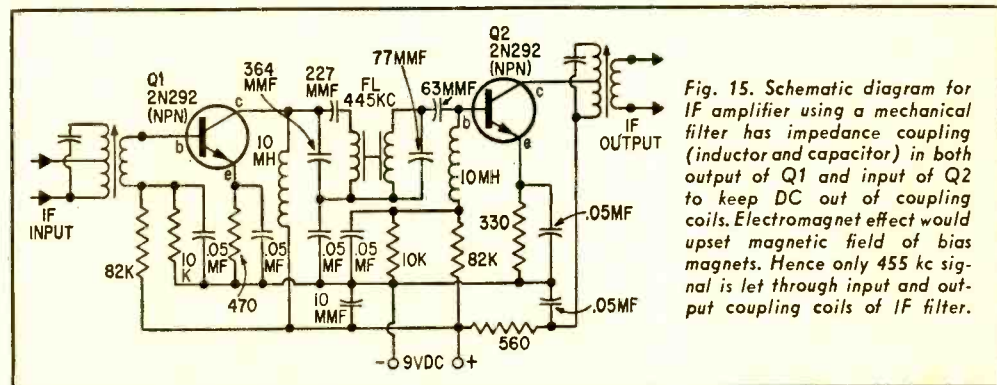 Q1
2N292
(NPN)
364
MMF
227
MMF
FL
445KC
77MMF
63MMF
Q2
2N292
(NPN)
c
b
e
10
MH
c
b
e
10MH
IF
INPUT
IF
OUTPUT
82K
10
K
.05
MF
470
.05
MF
.05
MF
.05
MF
10K
82K
330
.05MF
10
MMF
.05MF
560
- 9VDC +
Fig. 15. Schematic diagram for
IF amplifier using a mechanical
filter has impedance coupling
(inductor and capacitor) in both
output of Q1 and input of Q2
to keep DC out of coupling
coils. Electromagnet effect would
upset magnetic field of bias
magnets. Hence only 455 kc sig-
nal is let through input and out-
put coupling coils of IF filter.